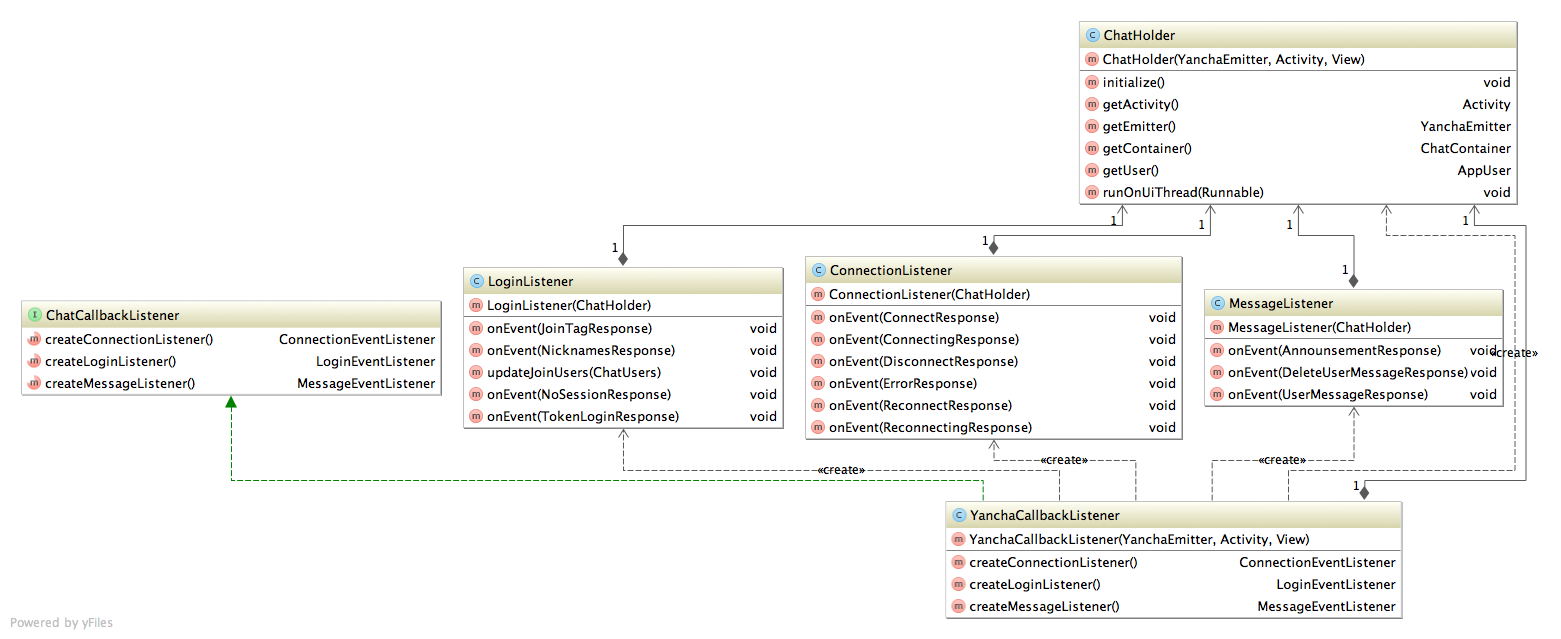 C ChatHolder
m ChatHolder(YanchaEmitter, Activity, View)
m initialize() void
m getActivity() Activity
m getEmitter() YanchaEmitter
m getContainer() ChatContainer
m getUser() AppUser
m runOnUiThread(Runnable) void
1 1 1 1
1 1 1
C LoginListener
m LoginListener(ChatHolder)
m onEvent(JoinTagResponse) void
m onEvent(NicknamesResponse) void
m updateJoinUsers(ChatUsers) void
m onEvent(NoSessionResponse) void
m onEvent(TokenLoginResponse) void
C ConnectionListener
m ConnectionListener(ChatHolder)
m onEvent(ConnectResponse) void
m onEvent(ConnectingResponse) void
m onEvent(DisconnectResponse) void
m onEvent(ErrorResponse) void
m onEvent(ReconnectResponse) void
m onEvent(ReconnectingResponse) void
C MessageListener
m MessageListener(ChatHolder)
m onEvent(AnnounsementResponse) void
m onEvent(DeleteUserMessageResponse) void
m onEvent(UserMessageResponse) void
«create»
I ChatCallbackListener
m createConnectionListener() ConnectionEventListener
m createLoginListener() LoginEventListener
m createMessageListener() MessageEventListener
«create» «create» «create»
1
C YanchaCallbackListener
m YanchaCallbackListener(YanchaEmitter, Activity, View)
m createConnectionListener() ConnectionEventListener
m createLoginListener() LoginEventListener
m createMessageListener() MessageEventListener
Powered by yFiles